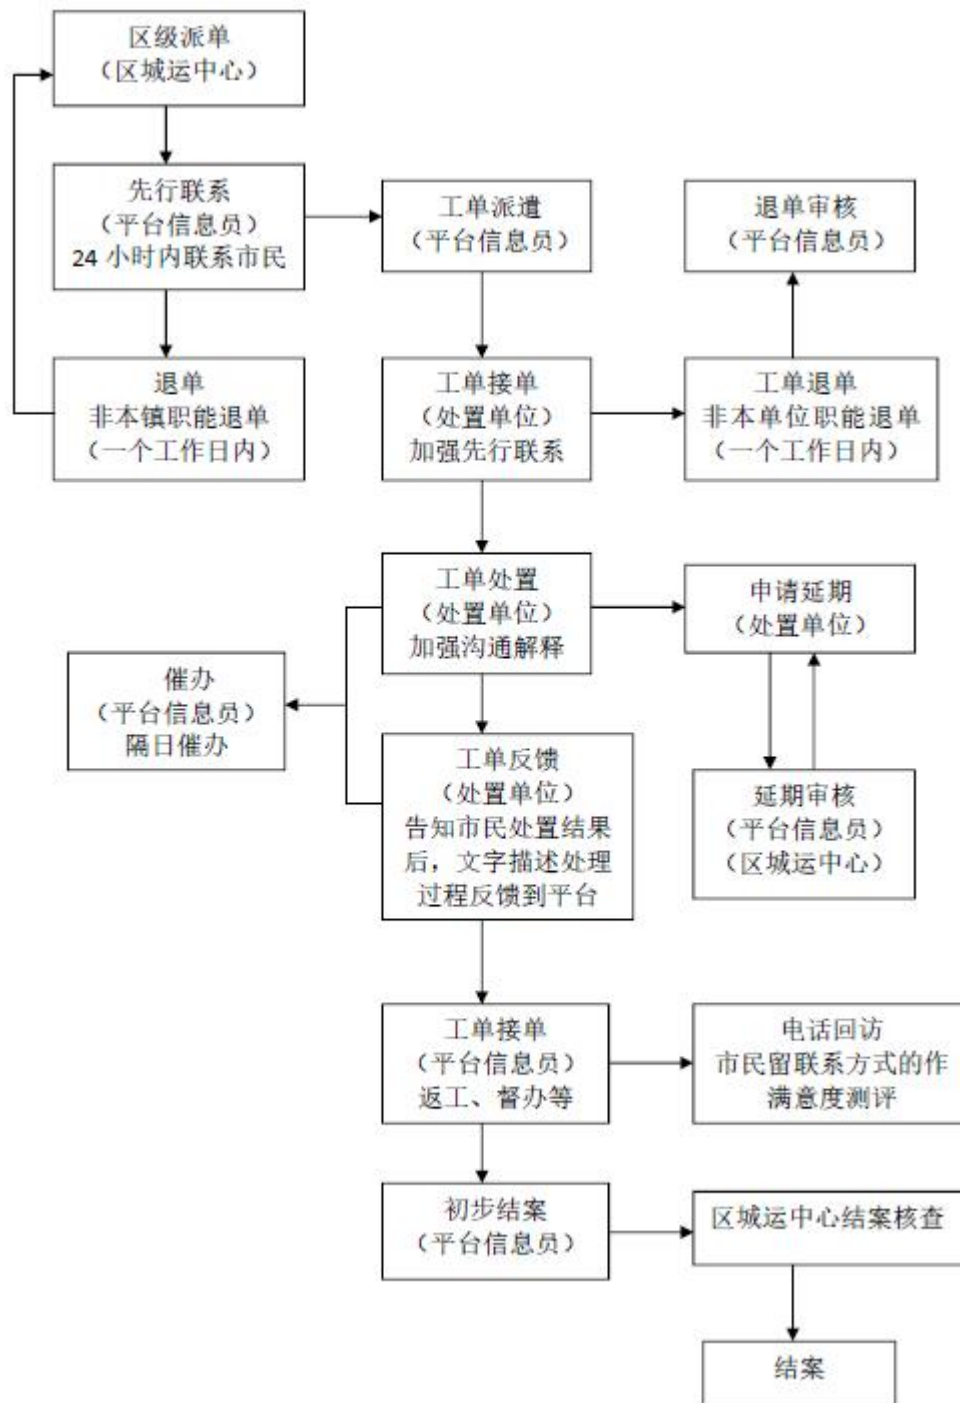 区级派单
（区城运中心）
先行联系
（平台信息员）
24 小时内联系市民
工单派遣
（平台信息员）
退单审核
（平台信息员）
退单
非本镇职能退单
（一个工作日内）
工单接单
（处置单位）
加强先行联系
工单退单
非本单位职能退单
（一个工作日内）
工单处置
（处置单位）
加强沟通解释
申请延期
（处置单位）
催办
（平台信息员）
隔日催办
工单反馈
（处置单位）
告知市民处置结果
后，文字描述处理
过程反馈到平台
延期审核
（平台信息员）
（区城运中心）
工单接单
（平台信息员）
返工、督办等
电话回访
市民留联系方式的作
满意度测评
初步结案
（平台信息员）
区城运中心结案核查
结案